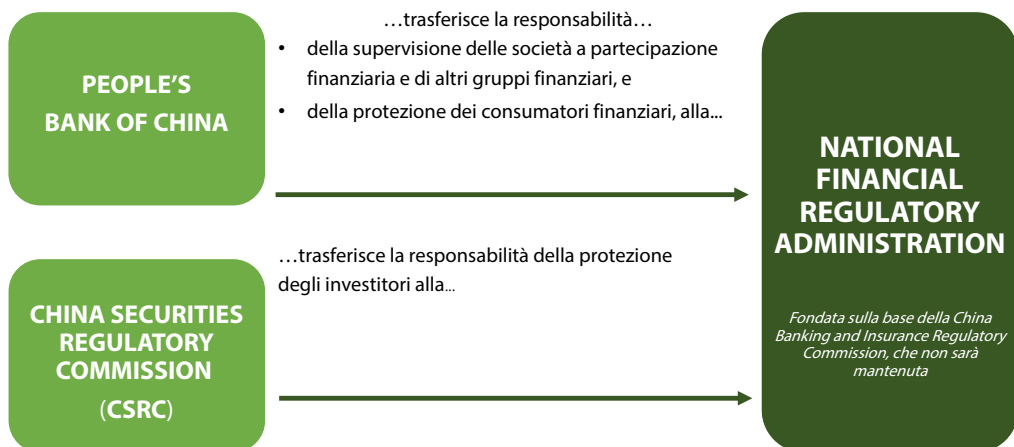 PEOPLE'S
BANK OF CHINA
…trasferisce la responsabilità…
• della supervisione delle società a partecipazione
finanziaria e di altri gruppi finanziari, e
• della protezione dei consumatori finanziari, alla...
CHINA SECURITIES
REGULATORY
COMMISSION
(CSRC)
…trasferisce la responsabilità della protezione
degli investitori alla...
NATIONAL
FINANCIAL
REGULATORY
ADMINISTRATION
Fondata sulla base della China
Banking and Insurance Regulatory
Commission, che non sarà
mantenuta